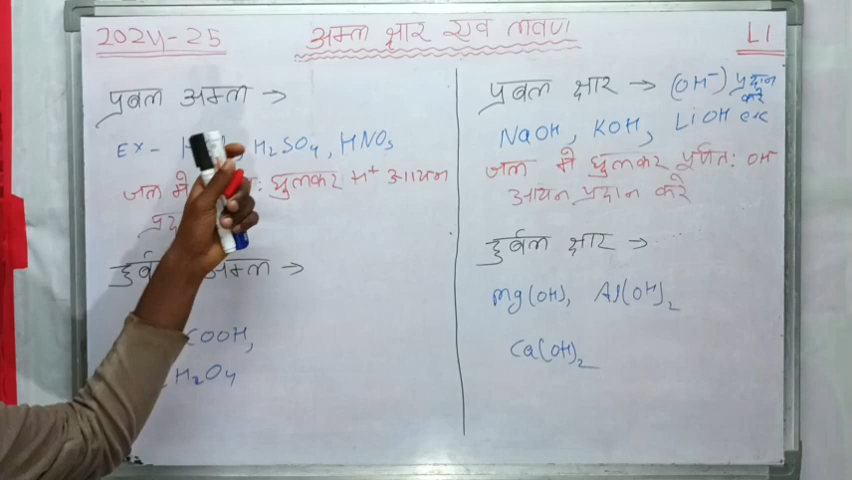 2024-25
अम्ल क्षार एवं लवण
L1
प्रबल अम्ल →
Ex- H₂SO₄, HNO₃
जल मे घुलकर H⁺ आयन
दुर्बल अम्ल →
COOH,
H₂O₄
प्रबल क्षार → (OH⁻) प्रदान
करे
NaOH, KOH, LiOH etc
जल मे घुलकर पूर्णत: OH⁻
आयन प्रदान करे
दुर्बल क्षार →
Mg(OH), Al(OH)₂
Ca(OH)₂